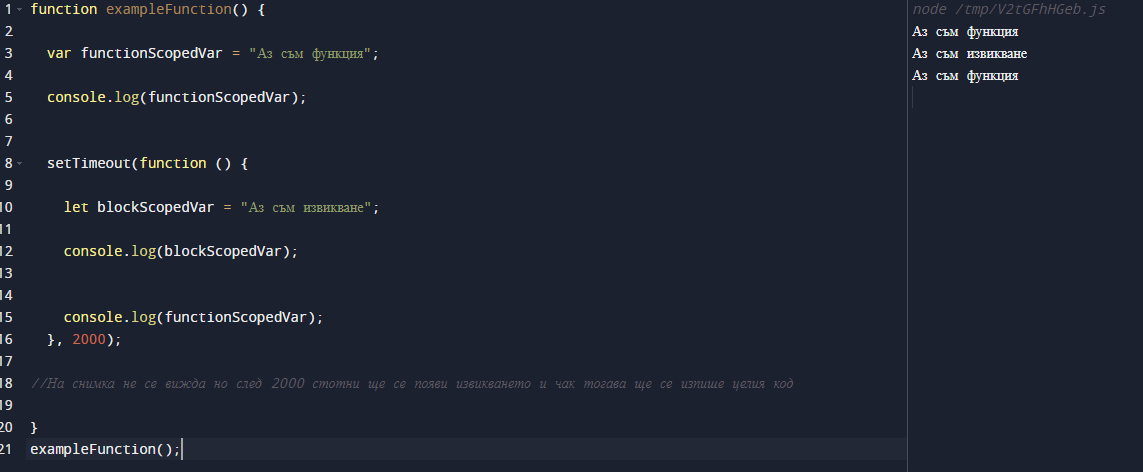 1 function exampleFunction() {
2
3 var functionScopedVar = "Аз съм функция";
4
5 console.log(functionScopedVar);
6
7
8 setTimeout(function () {
9
10 let blockScopedVar = "Аз съм извикване";
11
12 console.log(blockScopedVar);
13
14
15 console.log(functionScopedVar);
16 }, 2000);
17
18 //На снимка не се вижда но след 2000 стотни ще се появи извикването и чак тогава ще се изпише целия код
19
20 }
21 exampleFunction();
node /tmp/V2tGFhHGeb.js
Аз съм функция
Аз съм извикване
Аз съм функция